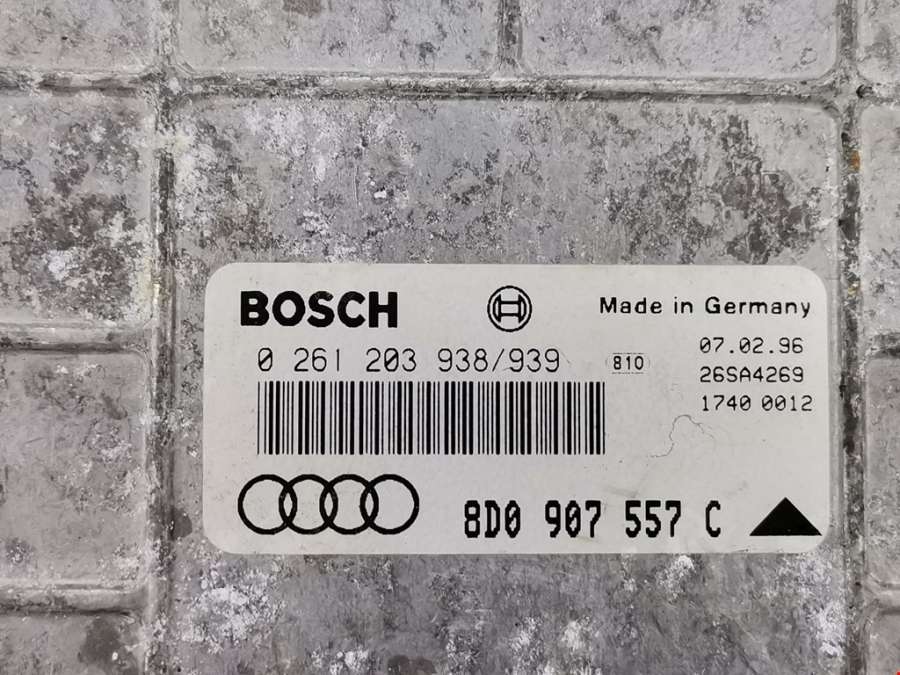 BOSCH
Made in Germany
0 261 203 938/939
810
07.02.96
26SA4269
1740 0012
8D0 907 557 C